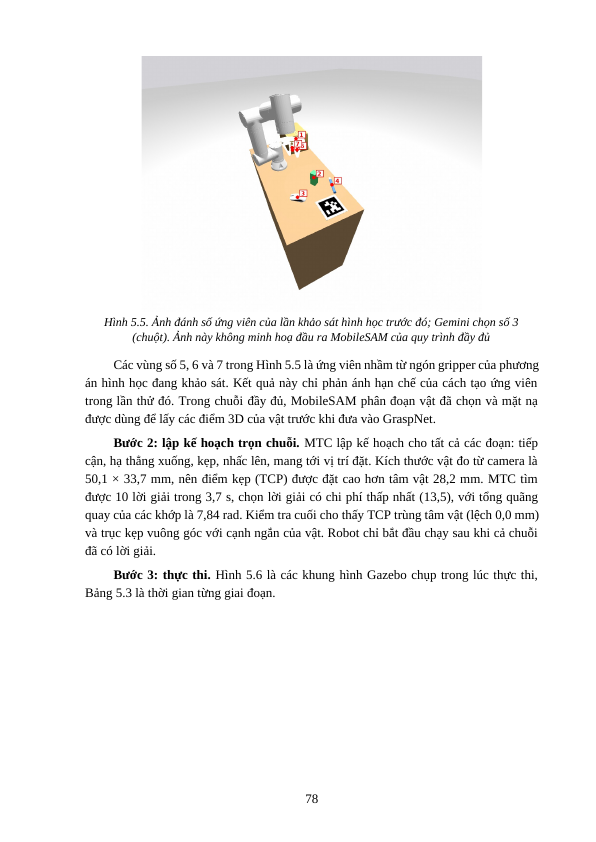 1
2
4
3
Hình 5.5. Ảnh đánh số ứng viên của lần khảo sát hình học trước đó; Gemini chọn số 3
(chuột). Ảnh này không minh hoạ đầu ra MobileSAM của quy trình đầy đủ
Các vùng số 5, 6 và 7 trong Hình 5.5 là ứng viên nhầm từ ngón gripper của phương
án hình học đang khảo sát. Kết quả này chỉ phản ánh hạn chế của cách tạo ứng viên
trong lần thử đó. Trong chuỗi đầy đủ, MobileSAM phân đoạn vật đã chọn và mặt nạ
được dùng để lấy các điểm 3D của vật trước khi đưa vào GraspNet.
Bước 2: lập kế hoạch trọn chuỗi. MTC lập kế hoạch cho tất cả các đoạn: tiếp
cận, hạ thẳng xuống, kẹp, nhấc lên, mang tới vị trí đặt. Kích thước vật đo từ camera là
50,1 × 33,7 mm, nên điểm kẹp (TCP) được đặt cao hơn tâm vật 28,2 mm. MTC tìm
được 10 lời giải trong 3,7 s, chọn lời giải có chi phí thấp nhất (13,5), với tổng quãng
quay của các khớp là 7,84 rad. Kiểm tra cuối cho thấy TCP trùng tâm vật (lệch 0,0 mm)
và trục kẹp vuông góc với cạnh ngắn của vật. Robot chỉ bắt đầu chạy sau khi cả chuỗi
đã có lời giải.
Bước 3: thực thi. Hình 5.6 là các khung hình Gazebo chụp trong lúc thực thi,
Bảng 5.3 là thời gian từng giai đoạn.
78